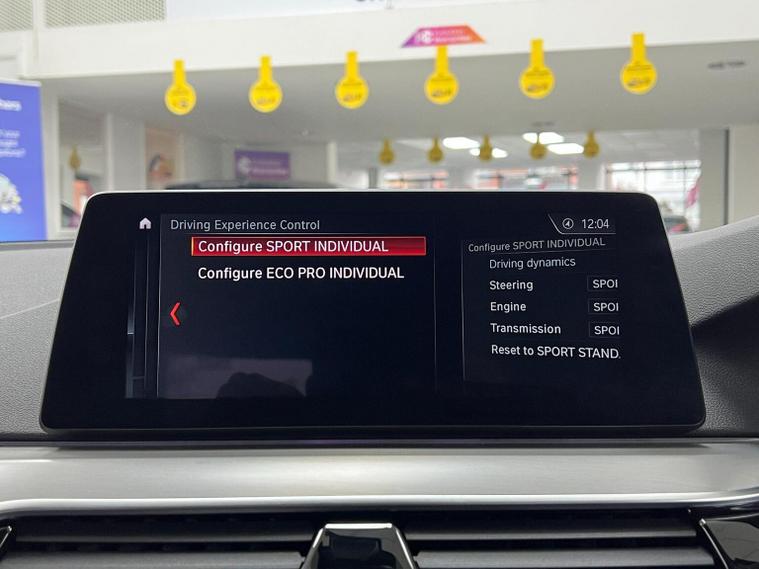 Driving Experience Control
12:04
Configure SPORT INDIVIDUAL
Configure ECO PRO INDIVIDUAL
Configure SPORT INDIVIDUAL
Driving dynamics
Steering SPOI
Engine SPOI
Transmission SPOI
Reset to SPORT STAND.